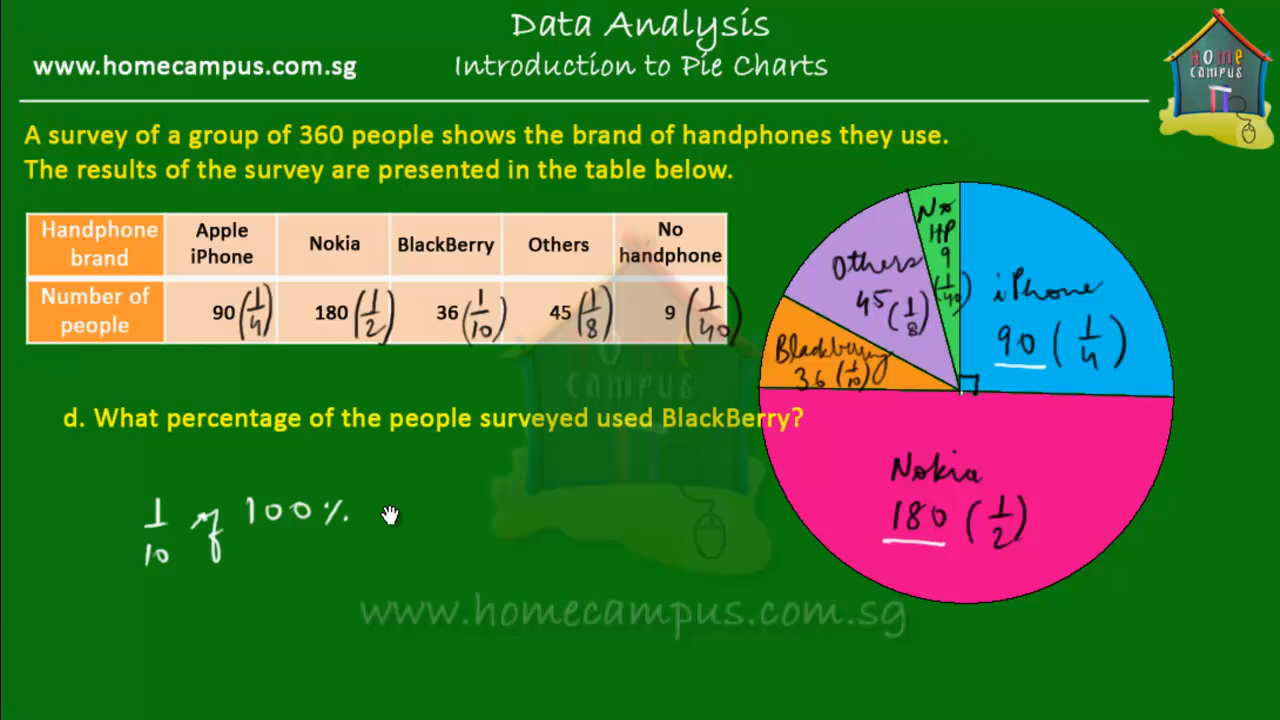 Data Analysis
www.homecampus.com.sg
Introduction to Pie Charts
HOME
campus
A survey of a group of 360 people shows the brand of handphones they use.
The results of the survey are presented in the table below.
Handphone brand Apple iPhone Nokia BlackBerry Others No handphone
Number of people 90 (1/4) 180 (1/2) 36 (1/10) 45 (1/8) 9 (1/40)
No
HP
9
(1/40)
Others
45 (1/8)
iPhone
90 (1/4)
Blackberry
36 (1/10)
d. What percentage of the people surveyed used BlackBerry?
Nokia
180 (1/2)
1/10 of 100%
HOME
campus
www.homecampus.com.sg